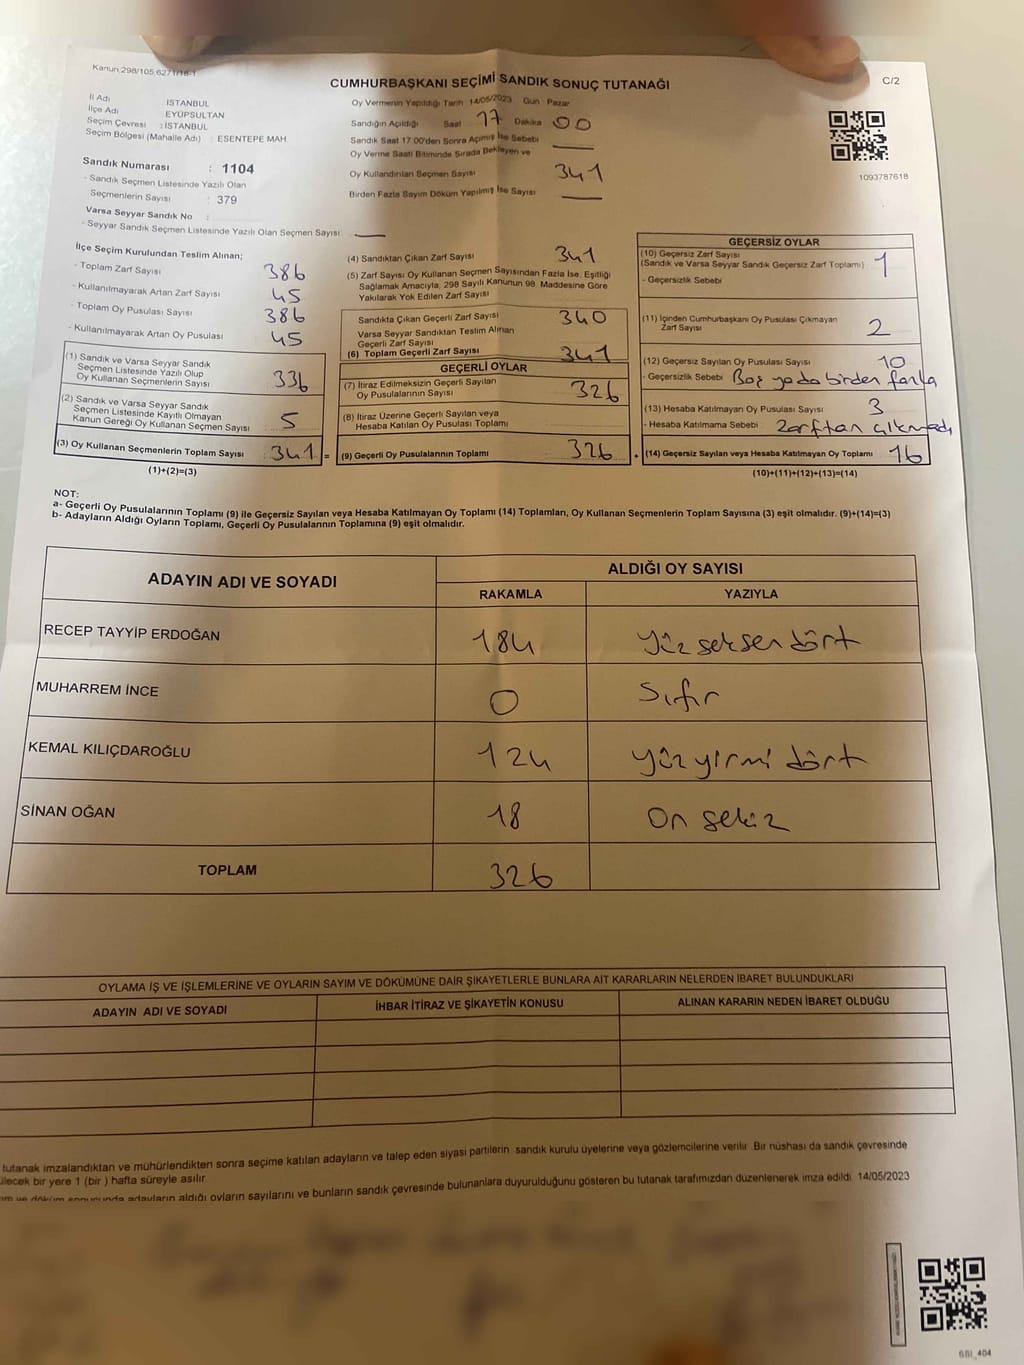 Kanun.298/105,6271/18-1
CUMHURBAŞKANI SEÇİMİ SANDIK SONUÇ TUTANAĞI
C/2
İl Adı İSTANBUL
İlçe Adı EYÜPSULTAN
Seçim Çevresi : İSTANBUL
Seçim Bölgesi (Mahalle Adı) : ESENTEPE MAH
Sandık Numarası : 1104
- Sandık Seçmen Listesinde Yazılı Olan
Seçmenlerin Sayısı : 379
Varsa Seyyar Sandık No :
- Seyyar Sandık Seçmen Listesinde Yazılı Olan Seçmen Sayısı: —
Oy Vermenin Yapıldığı Tarih 14/05/2023 Gün : Pazar
Sandığın Açıldığı Saat 17 Dakika 00
Sandık Saat 17.00'den Sonra Açımış İse Sebebi —
Oy Verme Saati Bitiminde Sırada Bekleyen ve
Oy Kullandırılan Seçmen Sayısı 341
Birden Fazla Sayım Döküm Yapılmış İse Sayısı —
1093787618
İlçe Seçim Kurulundan Teslim Alınan;
- Toplam Zarf Sayısı 386
- Kullanılmayarak Artan Zarf Sayısı 45
- Toplam Oy Pusulası Sayısı 386
- Kullanılmayarak Artan Oy Pusulası 45
(1) Sandık ve Varsa Seyyar Sandık
Seçmen Listesinde Yazılı Olup
Oy Kullanan Seçmenlerin Sayısı 336
(2) Sandık ve Varsa Seyyar Sandık
Seçmen Listesinde Kayıtlı Olmayan
Kanun Gereği Oy Kullanan Seçmen Sayısı 5
(3) Oy Kullanan Seçmenlerin Toplam Sayısı 341 =
(1)+(2)=(3)
(4) Sandıktan Çıkan Zarf Sayısı 341
(5) Zarf Sayısı Oy Kullanan Seçmen Sayısından Fazla İse, Eşitliği
Sağlamak Amacıyla, 298 Sayılı Kanunun 98. Maddesine Göre
Yakılarak Yok Edilen Zarf Sayısı
Sandıkta Çıkan Geçerli Zarf Sayısı 340
Varsa Seyyar Sandıktan Teslim Alınan
Geçerli Zarf Sayısı
(6) Toplam Geçerli Zarf Sayısı 341
GEÇERLİ OYLAR
(7) İtiraz Edilmeksizin Geçerli Sayılan
Oy Pusulalarının Sayısı 326
(8) İtiraz Üzerine Geçerli Sayılan veya
Hesaba Katılan Oy Pusulası Toplamı
(9) Geçerli Oy Pusulalarının Toplamı 326
GEÇERSİZ OYLAR
(10) Geçersiz Zarf Sayısı
(Sandık ve Varsa Seyyar Sandık Geçersiz Zarf Toplamı) 1
- Geçersizlik Sebebi
(11) İçinden Cumhurbaşkanı Oy Pusulası Çıkmayan
Zarf Sayısı 2
(12) Geçersiz Sayılan Oy Pusulası Sayısı 10
- Geçersizlik Sebebi Boş yada birden fazla
(13) Hesaba Katılmayan Oy Pusulası Sayısı 3
- Hesaba Katılmama Sebebi : Zarftan çıkmadı
(14) Geçersiz Sayılan veya Hesaba Katılmayan Oy Toplamı 16
(10)+(11)+(12)+(13)=(14)
NOT:
a- Geçerli Oy Pusulalarının Toplamı (9) ile Geçersiz Sayılan veya Hesaba Katılmayan Oy Toplamı (14) Toplamları, Oy Kullanan Seçmenlerin Toplam Sayısına (3) eşit olmalıdır. (9)+(14)=(3)
b- Adayların Aldığı Oyların Toplamı, Geçerli Oy Pusulalarının Toplamına (9) eşit olmalıdır.
ADAYIN ADI VE SOYADI ALDIĞI OY SAYISI
RAKAMLA YAZIYLA
RECEP TAYYİP ERDOĞAN 184 Yüz seksen dört
MUHARREM İNCE 0 Sıfır
KEMAL KILIÇDAROĞLU 124 Yüz yirmi dört
SİNAN OĞAN 18 On sekiz
TOPLAM 326
OYLAMA İŞ VE İŞLEMLERİNE VE OYLARIN SAYIM VE DÖKÜMÜNE DAİR ŞİKAYETLERLE BUNLARA AİT KARARLARIN NELERDEN İBARET BULUNDUKLARI
ADAYIN ADI VE SOYADI İHBAR İTİRAZ VE ŞİKAYETİN KONUSU ALINAN KARARIN NEDEN İBARET OLDUĞU
tutanak imzalandıktan ve mühürlendikten sonra seçime katılan adayların ve talep eden siyasi partilerin sandık kurulu üyelerine veya gözlemcilerine verilir. Bir nüshası da sandık çevresinde
ülecek bir yere 1 (bir ) hafta süreyle asılır.
ım ve döküm sonucunda adayların aldığı oyların sayılarını ve bunların sandık çevresinde bulunanlara duyurulduğunu gösteren bu tutanak tarafımızdan düzenlenerek imza edildi. 14/05/2023
SBI_404